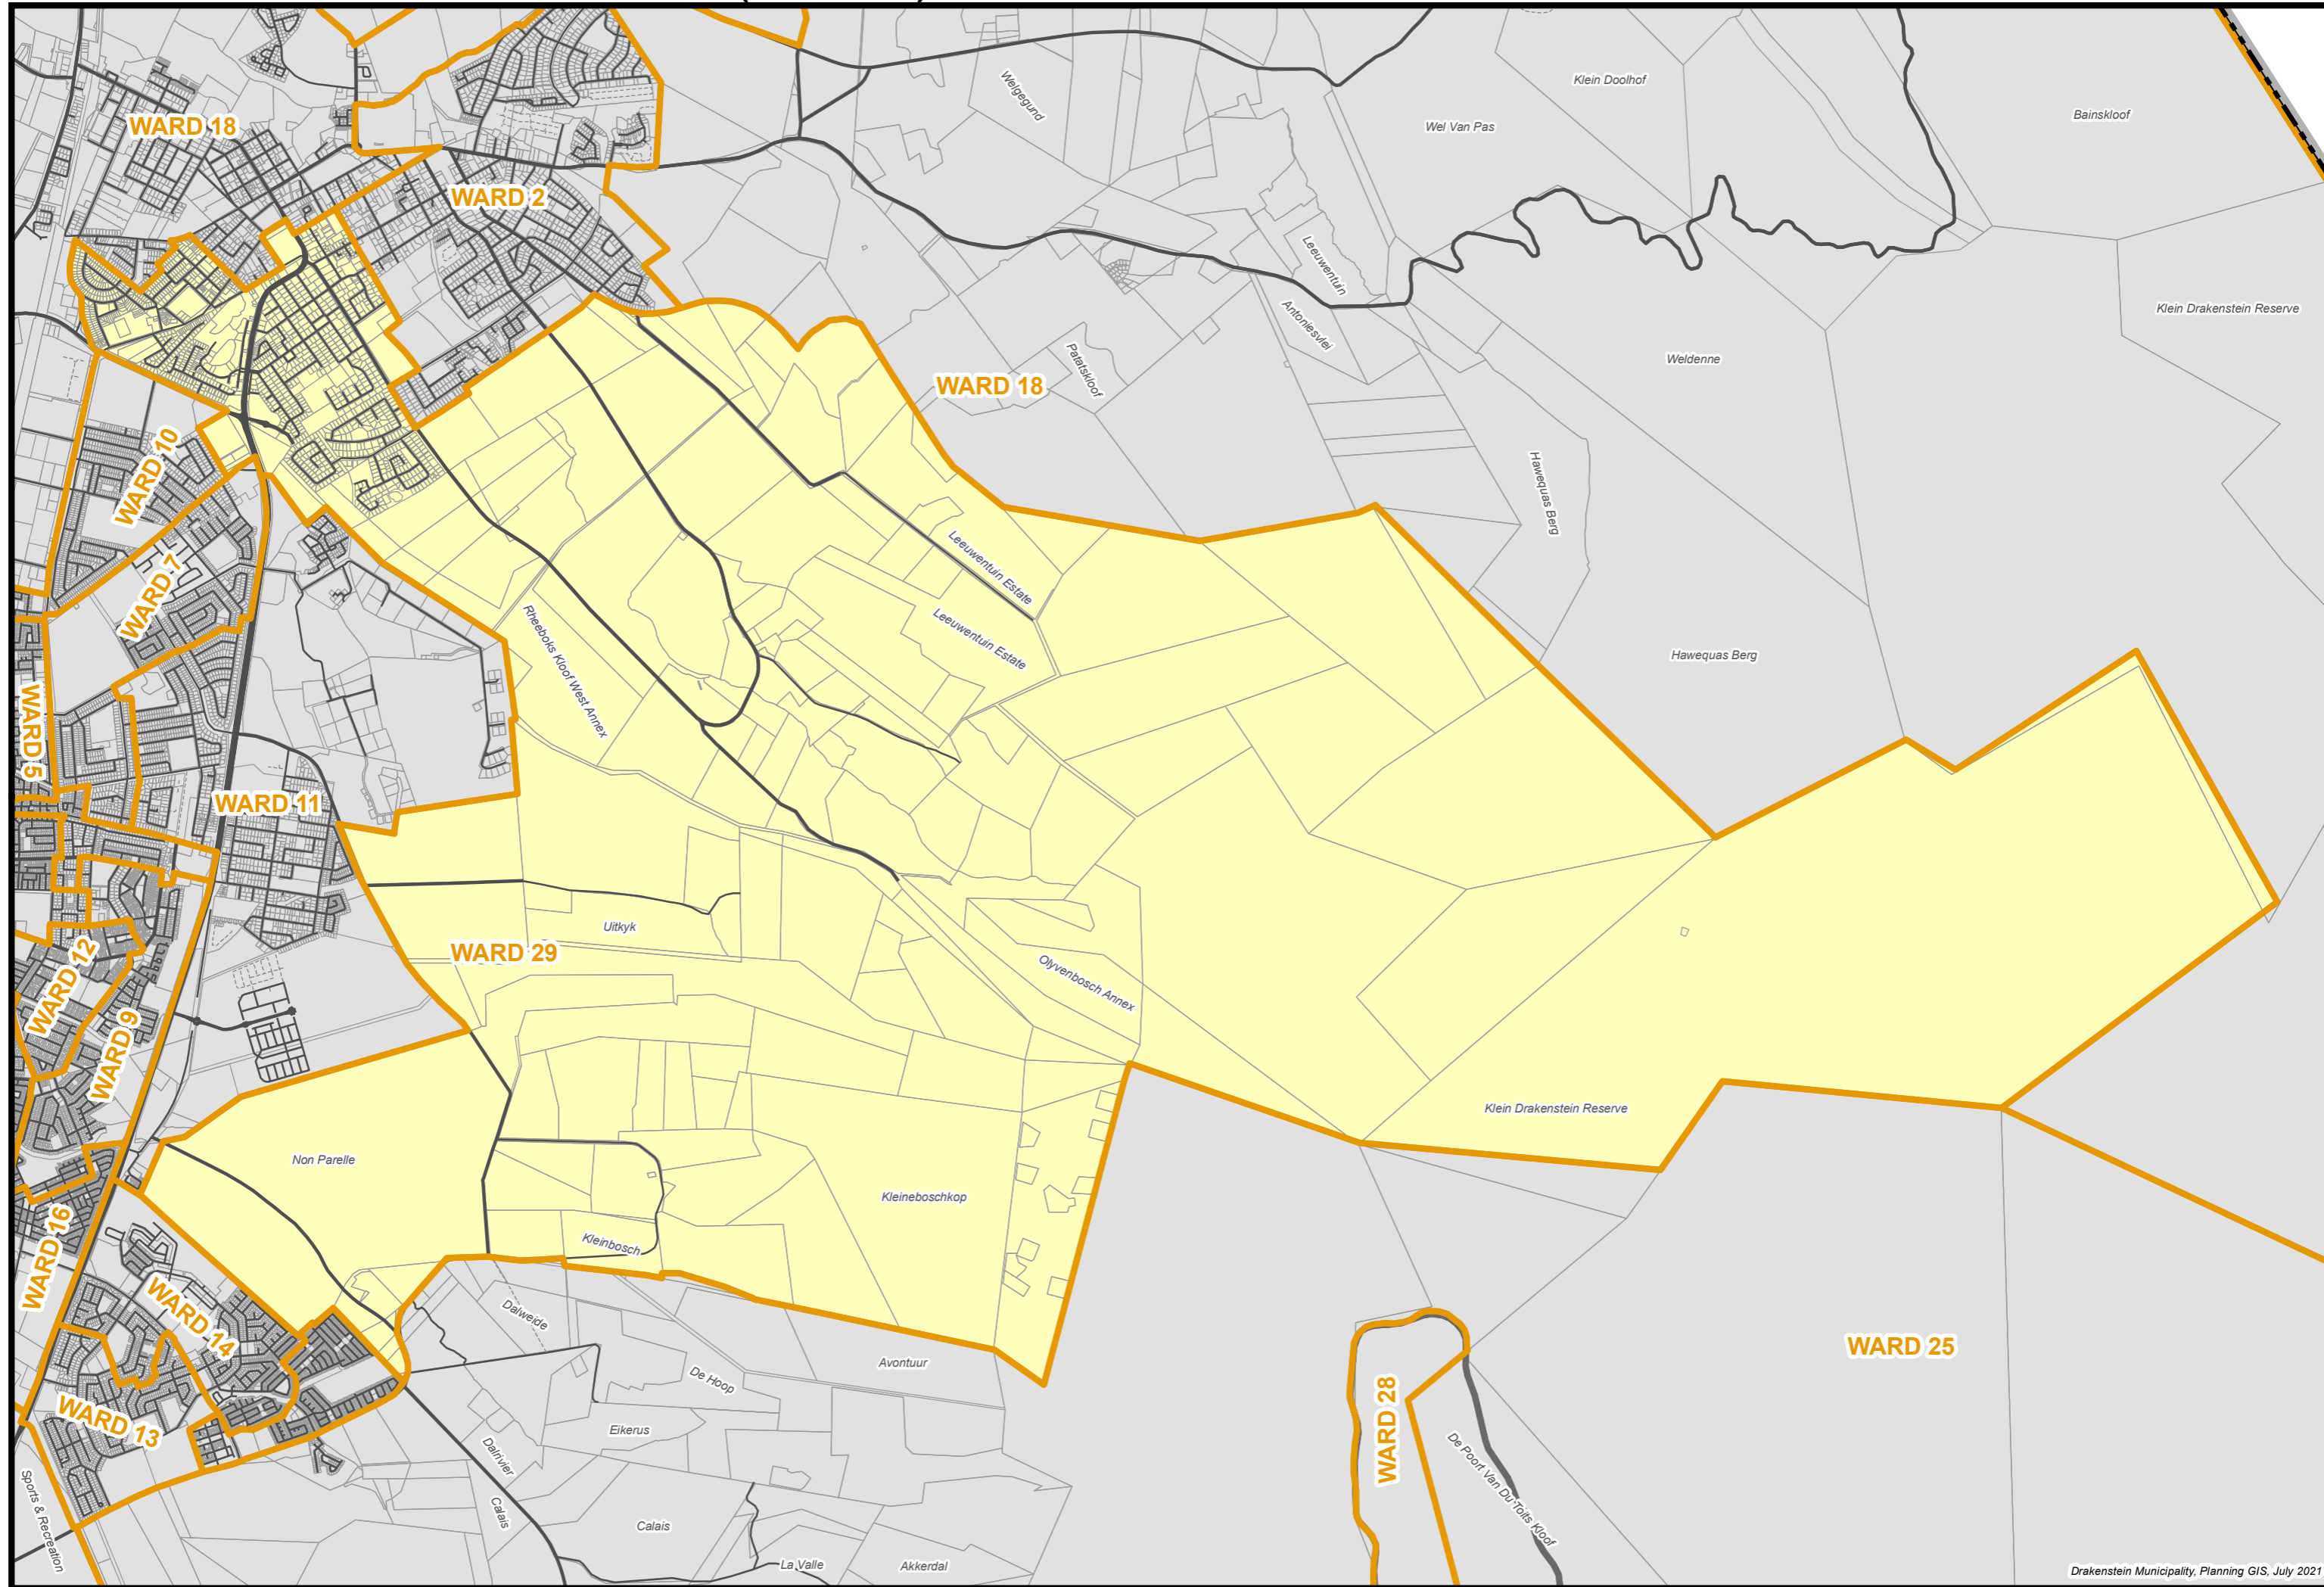 Klein Doolhof
Welgegund
Bainskloof
WARD 18
Wel Van Pas
WARD 2
Leeuwentuin
Klein Drakenstein Reserve
Antoniesvlei
Weldenne
Patatskloof
WARD 18
WARD 10
Hawequas Berg
Leeuwentuin Estate
WARD 7
Leeuwentuin Estate
Rheeboks Kloof West Annex
Hawequas Berg
WARD 5
WARD 11
Uitkyk
WARD 29
WARD 12
Olyvenbosch Annex
WARD 9
Klein Drakenstein Reserve
Non Parelle
Kleineboschkop
WARD 16
Kleinbosch
WARD 14
Dalweide
WARD 25
Avontuur
De Hoop
WARD 28
WARD 13
Eikerus
Dalrivier
De Poort Van Du Toits Kloof
Sports & Recreation
Calais
Calais
La Valle
Akkerdal
Drakenstein Municipality, Planning GIS, July 2021